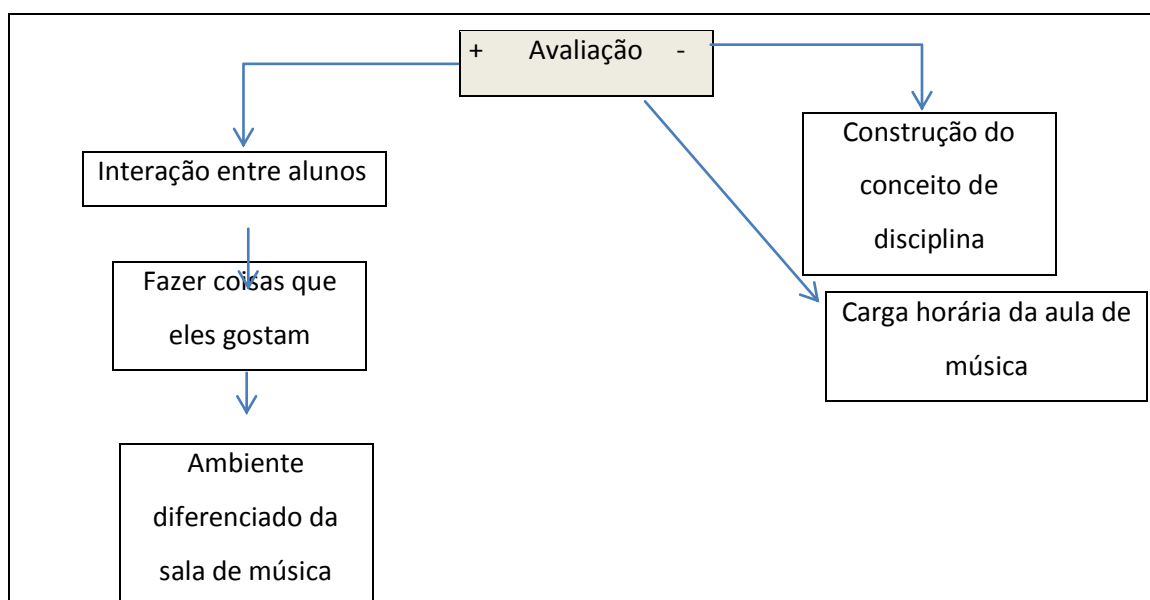 + Avaliação -
Interação entre alunos
Fazer coisas que
eles gostam
Ambiente
diferenciado da
sala de música
Construção do
conceito de
disciplina
Carga horária da aula de
música